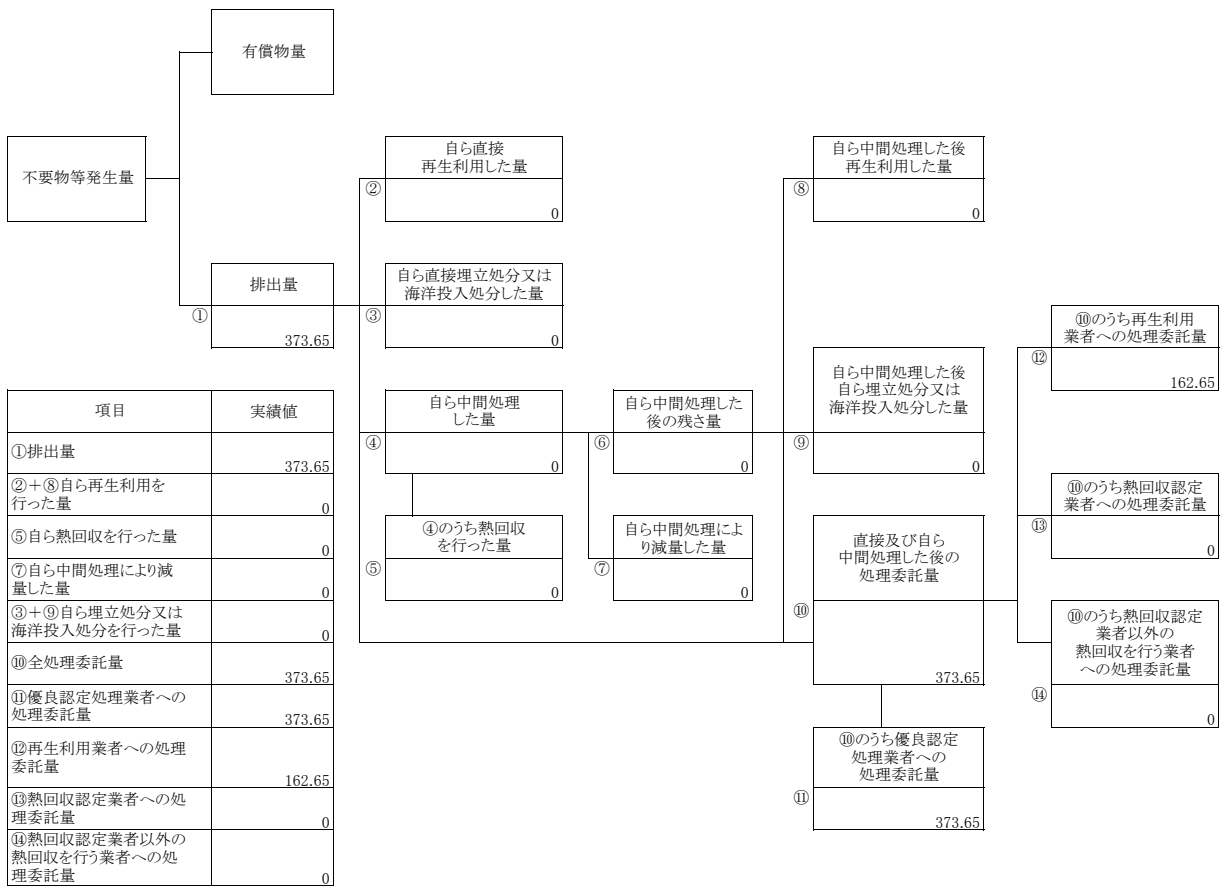 有償物量
不要物等発生量
排出量
①
373.65
自ら直接
再生利用した量
②
0
自ら直接埋立処分又は
海洋投入処分した量
③
0
自ら中間処理
した量
④
0
④のうち熱回収
を行った量
⑤
0
自ら中間処理した
後の残さ量
⑥
0
自ら中間処理によ
り減量した量
⑦
0
自ら中間処理した後
再生利用した量
⑧
0
自ら中間処理した後
自ら埋立処分又は
海洋投入処分した量
⑨
0
直接及び自ら
中間処理した後の
処理委託量
⑩
373.65
⑩のうち優良認定
処理業者への
処理委託量
⑪
373.65
⑩のうち再生利用
業者への処理委託量
⑫
162.65
⑩のうち熱回収認定
業者への処理委託量
⑬
0
⑩のうち熱回収認定
業者以外の
熱回収を行う業者
への処理委託量
⑭
0
項目 実績値
①排出量
373.65
②+⑧自ら再生利用を
行った量
0
⑤自ら熱回収を行った量
0
⑦自ら中間処理により減
量した量
0
③+⑨自ら埋立処分又は
海洋投入処分を行った量
0
⑩全処理委託量
373.65
⑪優良認定処理業者への
処理委託量
373.65
⑫再生利用業者への処理
委託量
162.65
⑬熱回収認定業者への処
理委託量
0
⑭熱回収認定業者以外の
熱回収を行う業者への処
理委託量
0